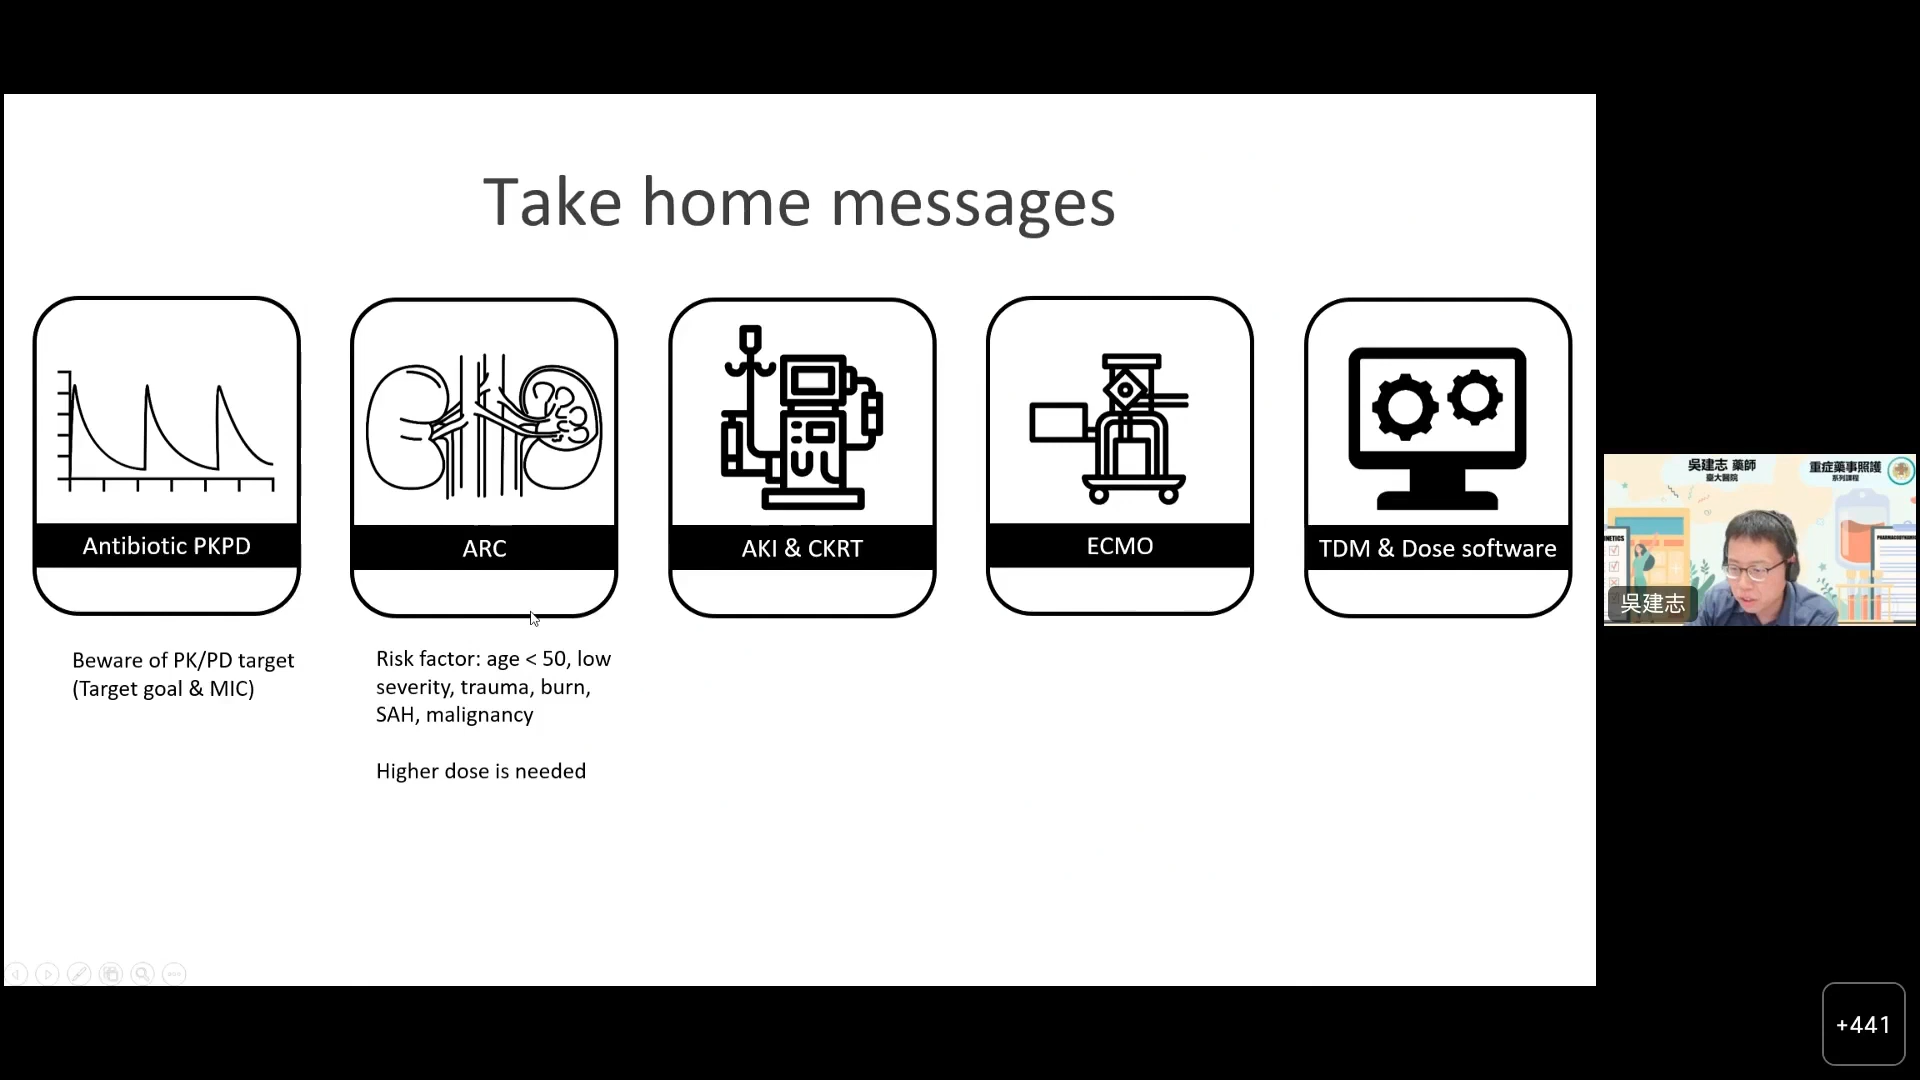 Take home messages
Antibiotic PKPD
ARC
AKI & CKRT
ECMO
TDM & Dose software
Beware of PK/PD target
(Target goal & MIC)
Risk factor: age < 50, low
severity, trauma, burn,
SAH, malignancy
Higher dose is needed
吳建志 藥師
臺大醫院
重症藥事照護
系列課程
吳建志
+441